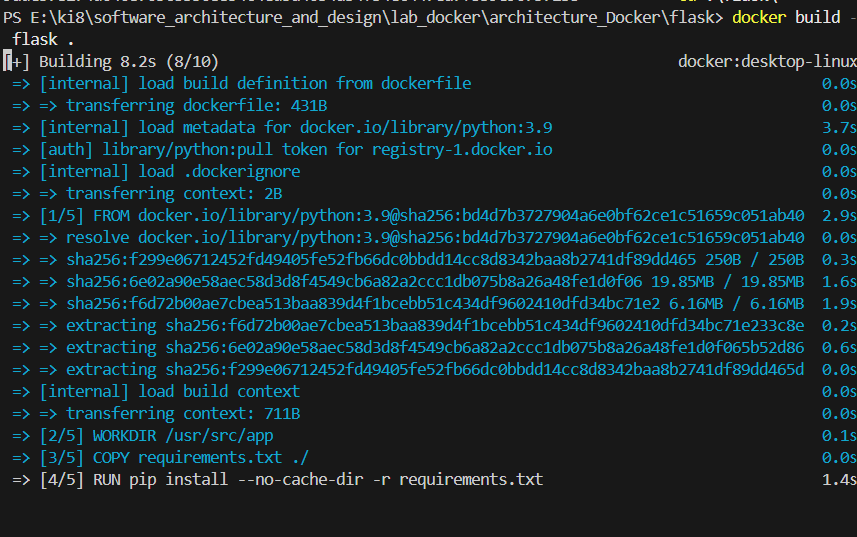 PS E:\ki8\software_architecture_and_design\lab_docker\architecture_Docker\flask> docker build -
flask .
[+] Building 8.2s (8/10) docker:desktop-linux
=> [internal] load build definition from dockerfile 0.0s
=> => transferring dockerfile: 431B 0.0s
=> [internal] load metadata for docker.io/library/python:3.9 3.7s
=> [auth] library/python:pull token for registry-1.docker.io 0.0s
=> [internal] load .dockerignore 0.0s
=> => transferring context: 2B 0.0s
=> [1/5] FROM docker.io/library/python:3.9@sha256:bd4d7b3727904a6e0bf62ce1c51659c051ab40 2.9s
=> => resolve docker.io/library/python:3.9@sha256:bd4d7b3727904a6e0bf62ce1c51659c051ab40 0.0s
=> => sha256:f299e06712452fd49405fe52fb66dc0bbdd14cc8d8342baa8b2741df89dd465 250B / 250B 0.3s
=> => sha256:6e02a90e58aec58d3d8f4549cb6a82a2ccc1db075b8a26a48fe1d0f06 19.85MB / 19.85MB 1.6s
=> => sha256:f6d72b00ae7cbea513baa839d4f1bcebb51c434df9602410dfd34bc71e2 6.16MB / 6.16MB 1.9s
=> => extracting sha256:f6d72b00ae7cbea513baa839d4f1bcebb51c434df9602410dfd34bc71e233c8e 0.2s
=> => extracting sha256:6e02a90e58aec58d3d8f4549cb6a82a2ccc1db075b8a26a48fe1d0f065b52d86 0.6s
=> => extracting sha256:f299e06712452fd49405fe52fb66dc0bbdd14cc8d8342baa8b2741df89dd465d 0.0s
=> [internal] load build context 0.0s
=> => transferring context: 711B 0.0s
=> [2/5] WORKDIR /usr/src/app 0.1s
=> [3/5] COPY requirements.txt ./ 0.0s
=> [4/5] RUN pip install --no-cache-dir -r requirements.txt 1.4s